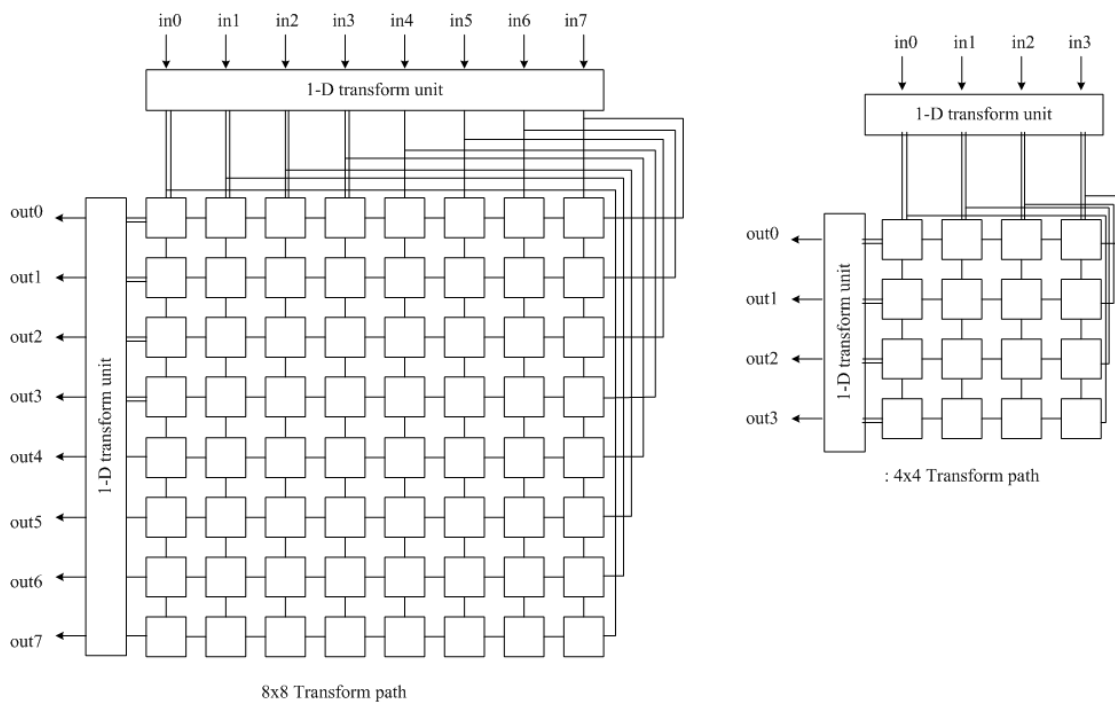 in0 in1 in2 in3 in4 in5 in6 in7
1-D transform unit
out0
out1
out2
out3
out4
out5
out6
out7
1-D transform unit
8x8 Transform path
in0 in1 in2 in3
1-D transform unit
out0
out1
out2
out3
1-D transform unit
: 4x4 Transform path